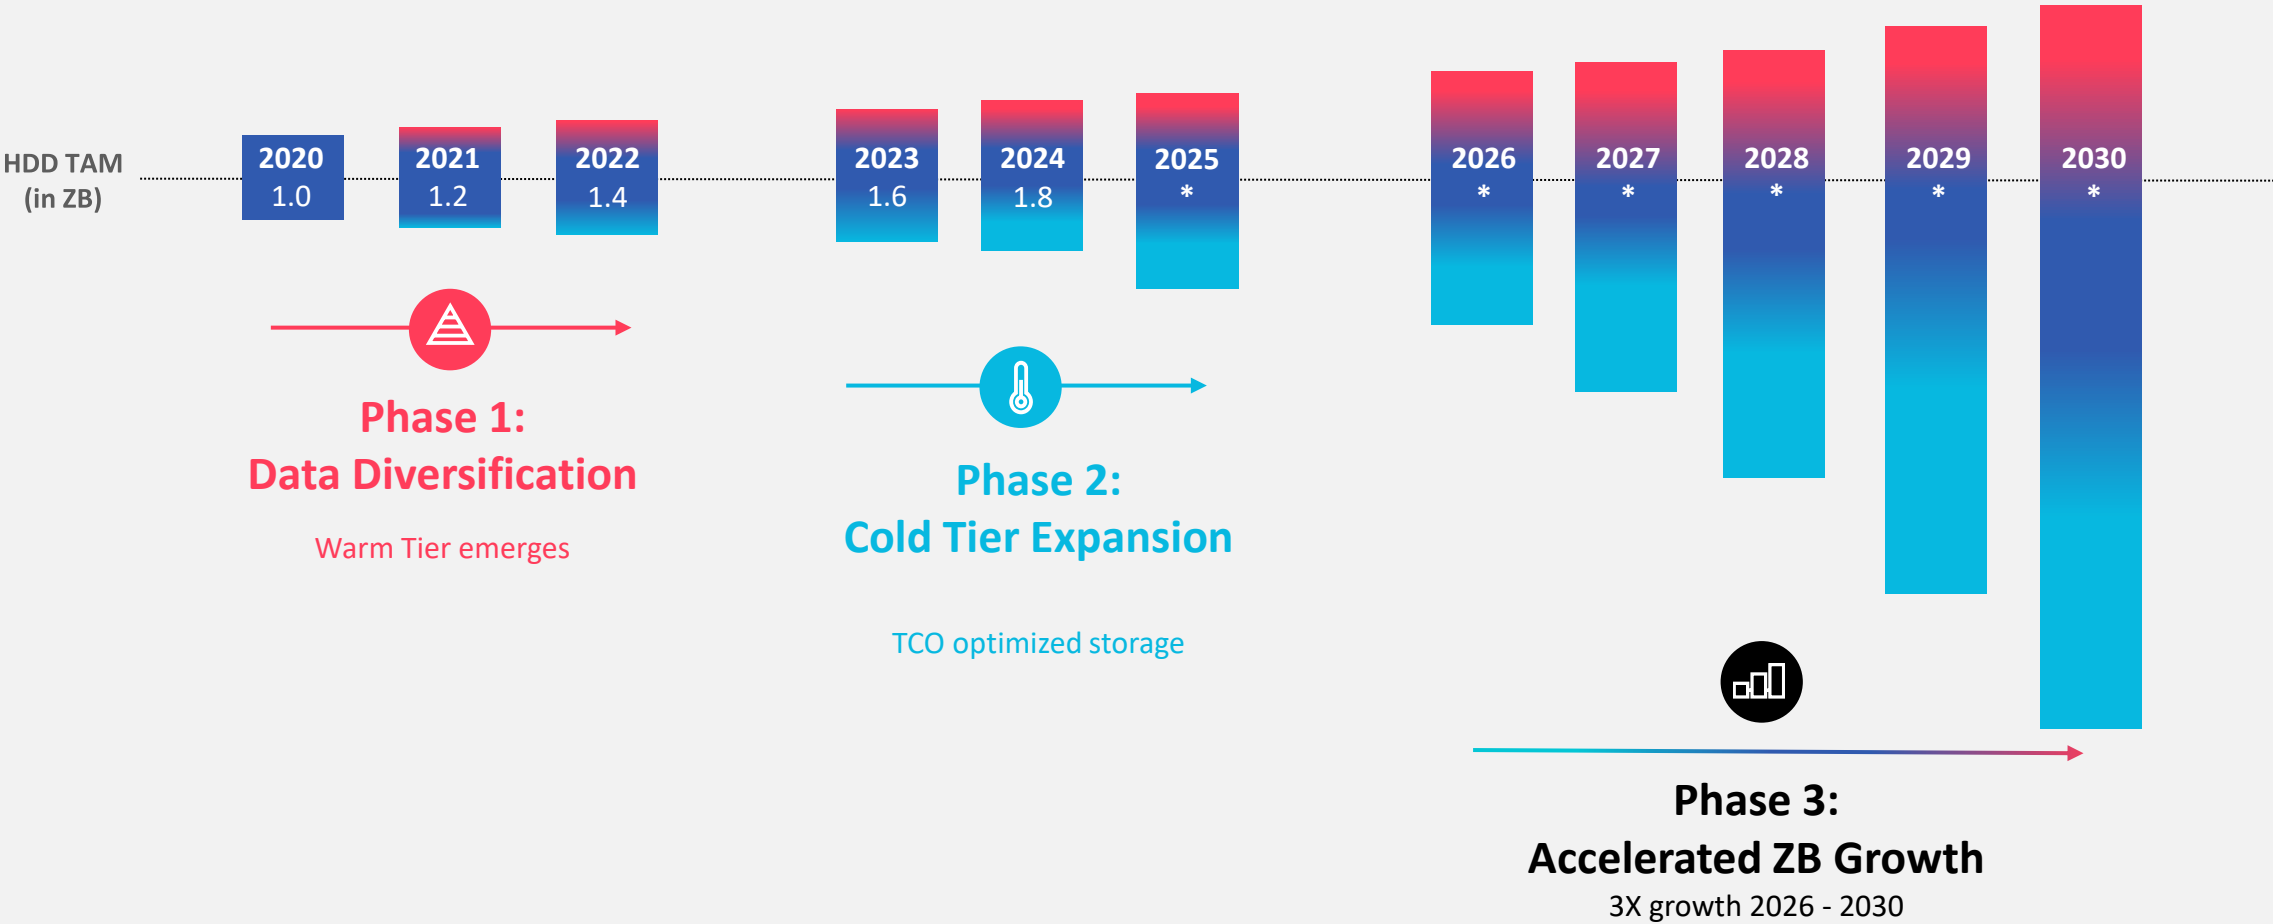 HDD TAM
(in ZB)
2020
1.0
2021
1.2
2022
1.4
2023
1.6
2024
1.8
2025
*
2026
*
2027
*
2028
*
2029
*
2030
*
Phase 1:
Data Diversification
Warm Tier emerges
Phase 2:
Cold Tier Expansion
TCO optimized storage
Phase 3:
Accelerated ZB Growth
3X growth 2026 - 2030